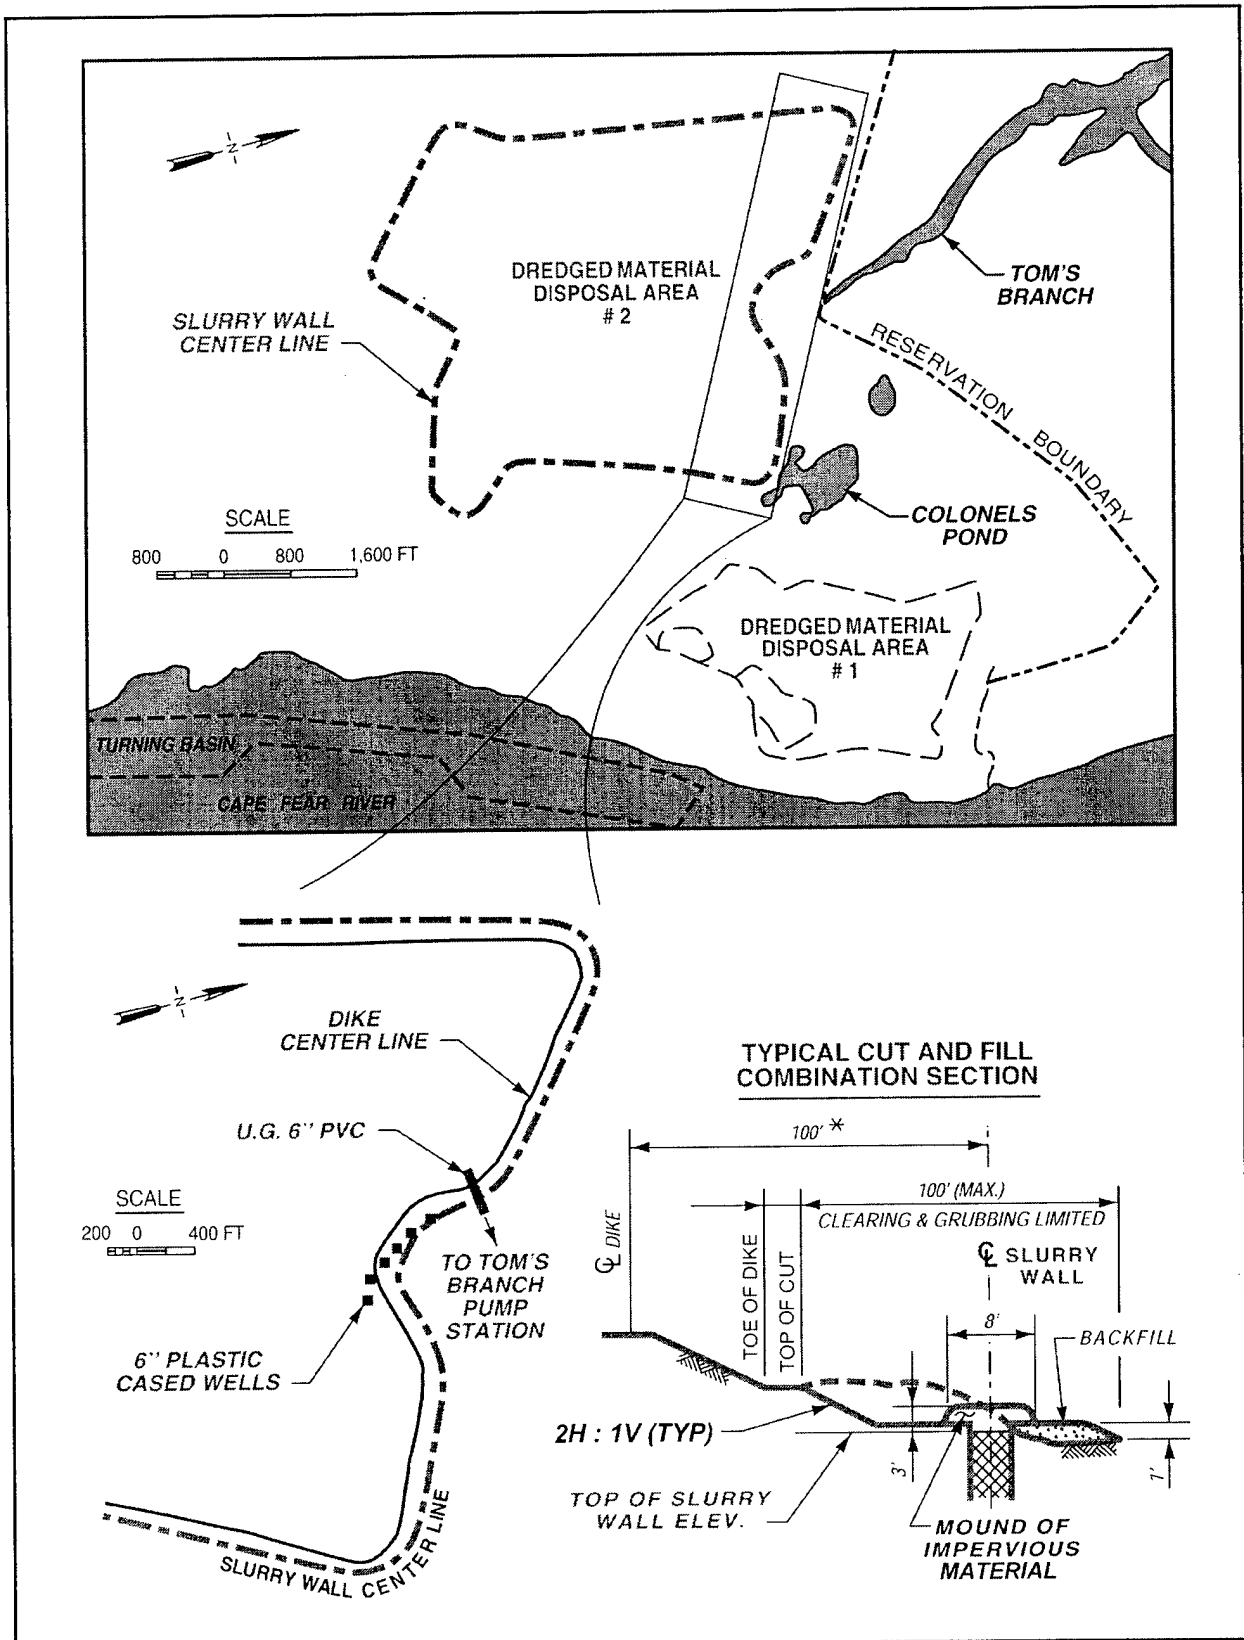 N
DREDGED MATERIAL
DISPOSAL AREA
# 2
TOM'S
BRANCH
SLURRY WALL
CENTER LINE
RESERVATION BOUNDARY
SCALE
800 0 800 1,600 FT
COLONELS
POND
DREDGED MATERIAL
DISPOSAL AREA
# 1
TURNING BASIN
CAPE FEAR RIVER
N
DIKE
CENTER LINE
U.G. 6" PVC
SCALE
200 0 400 FT
TO TOM'S
BRANCH
PUMP
STATION
6" PLASTIC
CASED WELLS
SLURRY WALL CENTER LINE
TYPICAL CUT AND FILL
COMBINATION SECTION
100' *
100' (MAX.)
CLEARING & GRUBBING LIMITED
℄ DIKE
TOE OF DIKE
TOP OF CUT
℄ SLURRY
WALL
8'
BACKFILL
2H : 1V (TYP)
3'
1'
TOP OF SLURRY
WALL ELEV.
MOUND OF
IMPERVIOUS
MATERIAL